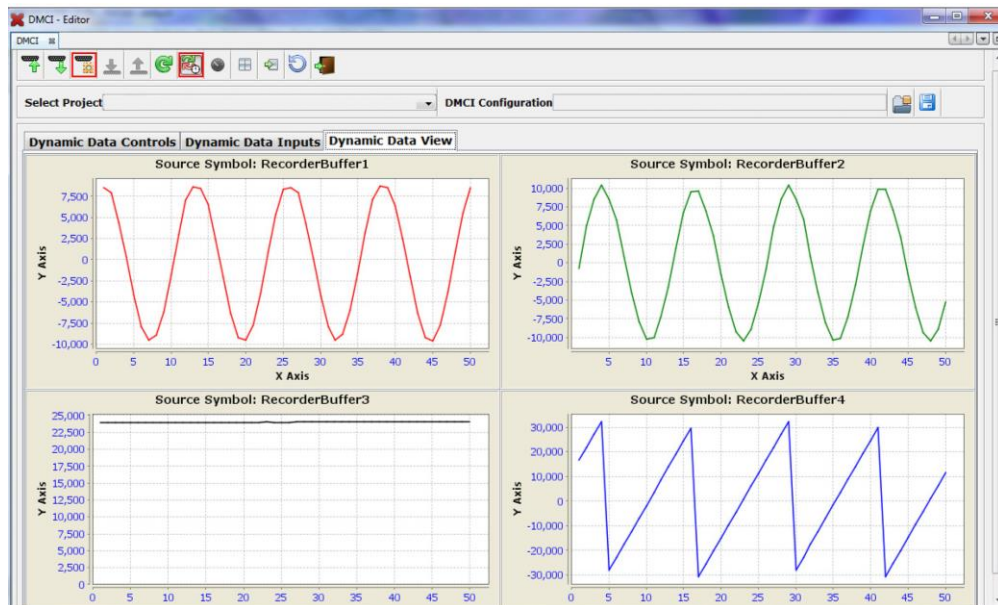 DMCI - Editor
DMCI
Select Project DMCI Configuration
Dynamic Data Controls Dynamic Data Inputs Dynamic Data View
Source Symbol: RecorderBuffer1
Y Axis
7,500
5,000
2,500
0
-2,500
-5,000
-7,500
-10,000
0 5 10 15 20 25 30 35 40 45 50
X Axis
Source Symbol: RecorderBuffer2
Y Axis
10,000
7,500
5,000
2,500
0
-2,500
-5,000
-7,500
-10,000
5 10 15 20 25 30 35 40 45 50
X Axis
Source Symbol: RecorderBuffer3
Y Axis
25,000
22,500
20,000
17,500
15,000
12,500
10,000
7,500
5,000
2,500
0
0 5 10 15 20 25 30 35 40 45 50
Source Symbol: RecorderBuffer4
Y Axis
30,000
20,000
10,000
0
-10,000
-20,000
-30,000
0 5 10 15 20 25 30 35 40 45 50